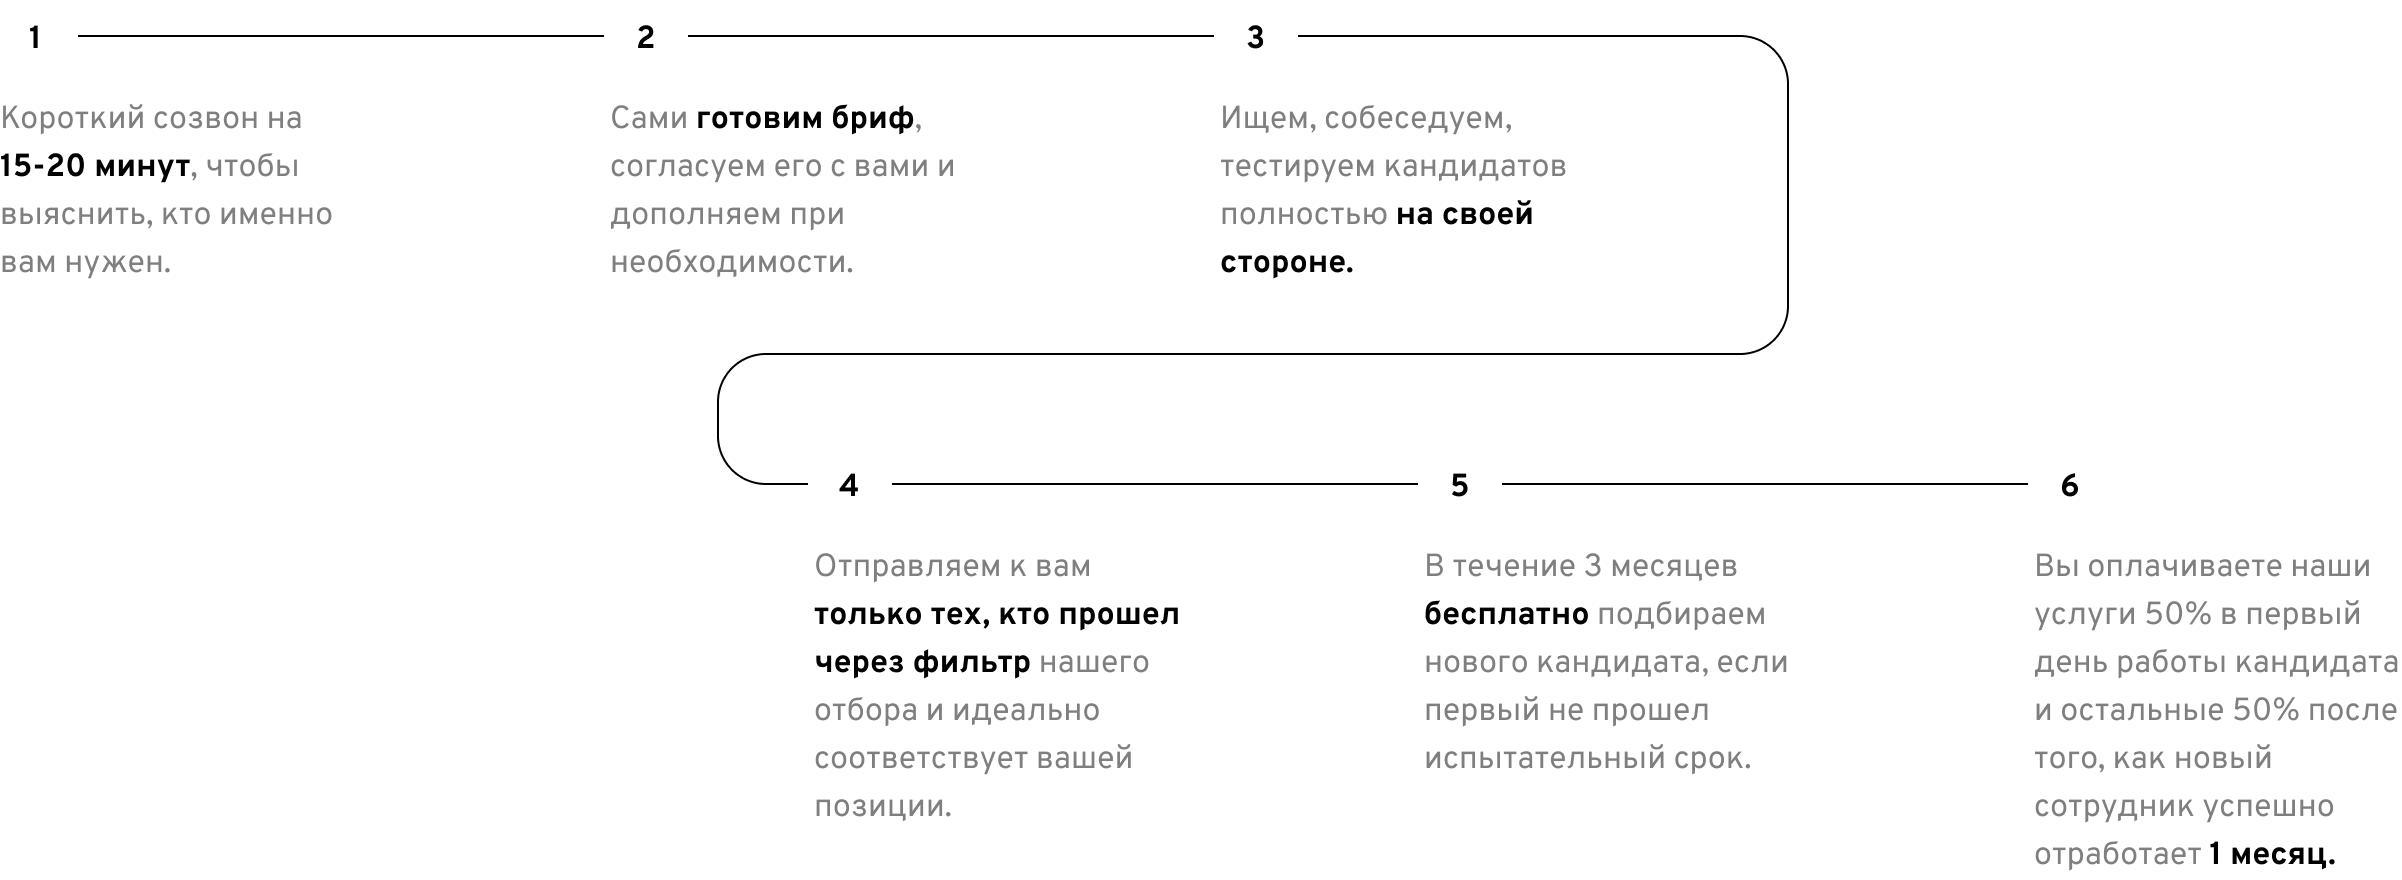 1
Короткий созвон на
15-20 минут, чтобы
выяснить, кто именно
вам нужен.
2
Сами готовим бриф,
согласуем его с вами и
дополняем при
необходимости.
3
Ищем, собеседуем,
тестируем кандидатов
полностью на своей
стороне.
4
Отправляем к вам
только тех, кто прошел
через фильтр нашего
отбора и идеально
соответствует вашей
позиции.
5
В течение 3 месяцев
бесплатно подбираем
нового кандидата, если
первый не прошел
испытательный срок.
6
Вы оплачиваете наши
услуги 50% в первый
день работы кандидата
и остальные 50% после
того, как новый
сотрудник успешно
отработает 1 месяц.